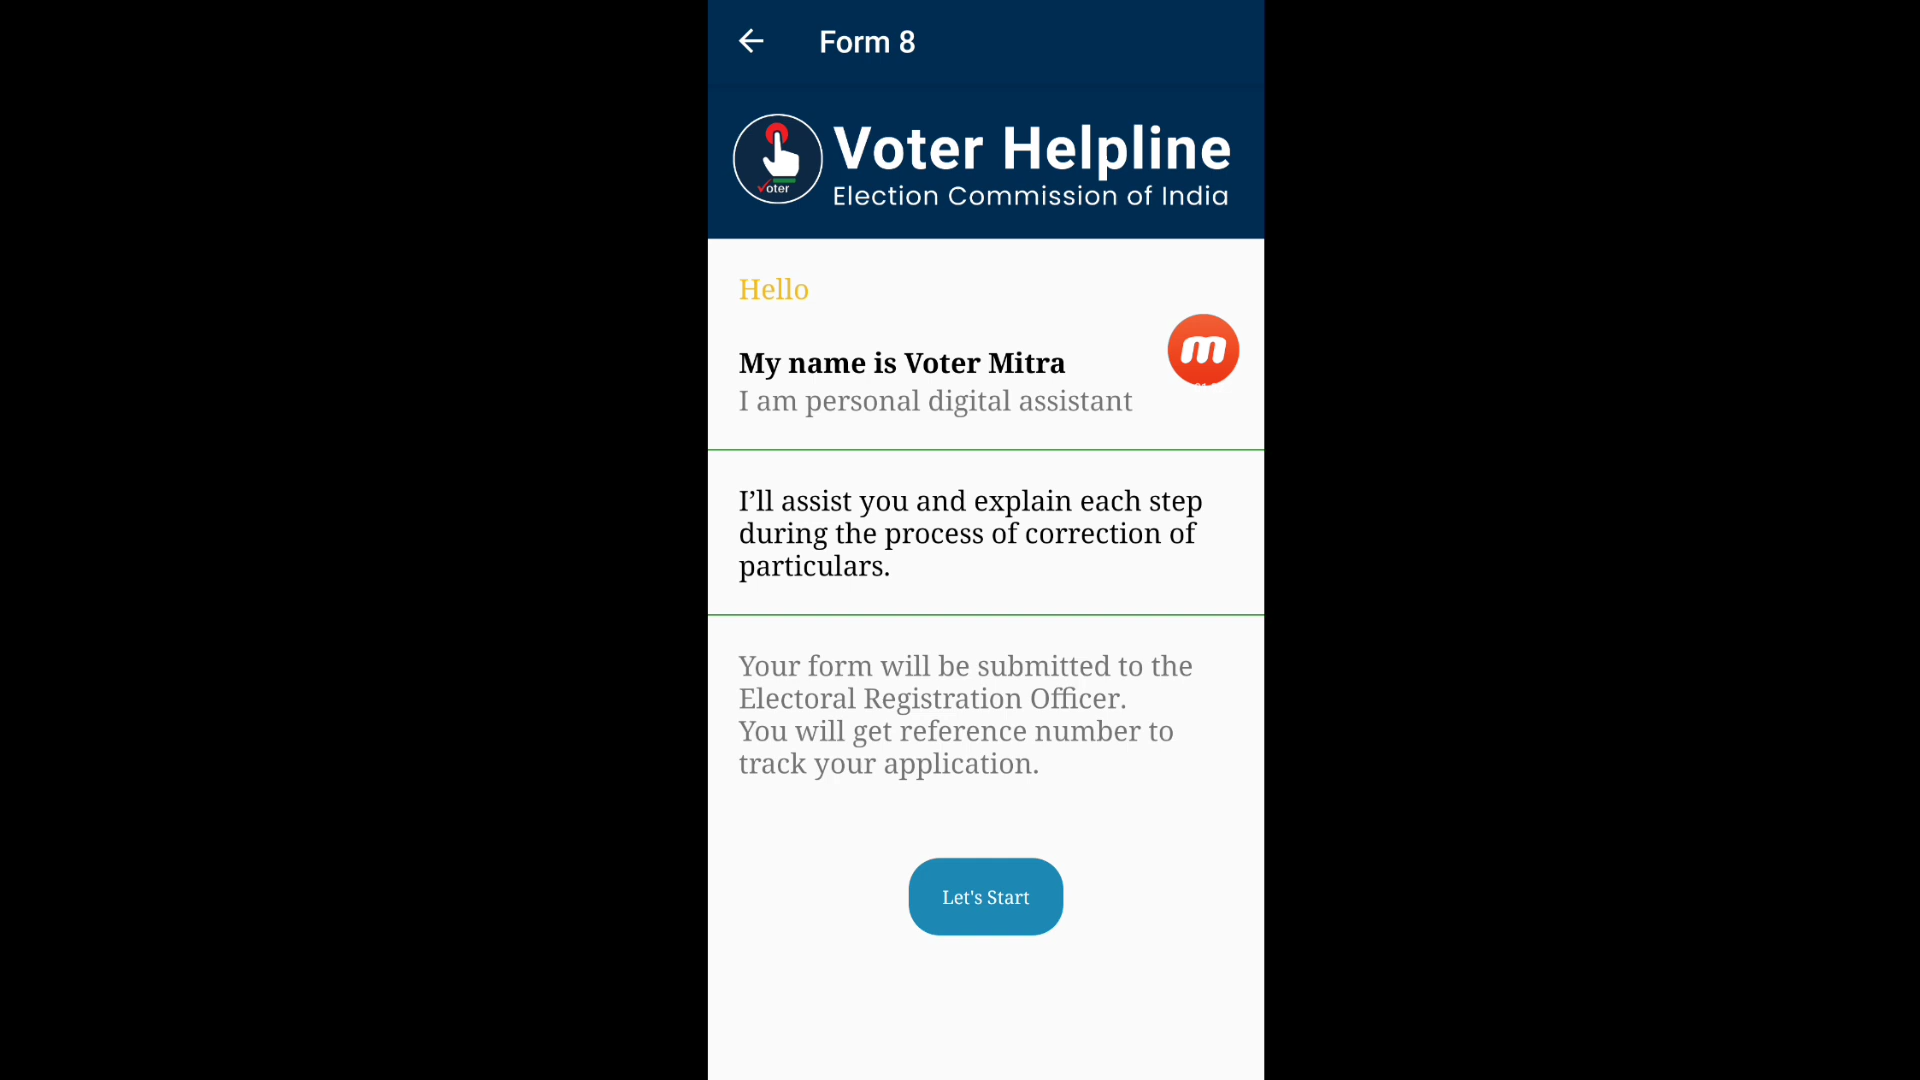 Form 8
Voter Helpline
Election Commission of India
oter
Hello
My name is Voter Mitra
I am personal digital assistant
I’ll assist you and explain each step
during the process of correction of
particulars.
Your form will be submitted to the
Electoral Registration Officer.
You will get reference number to
track your application.
Let's Start